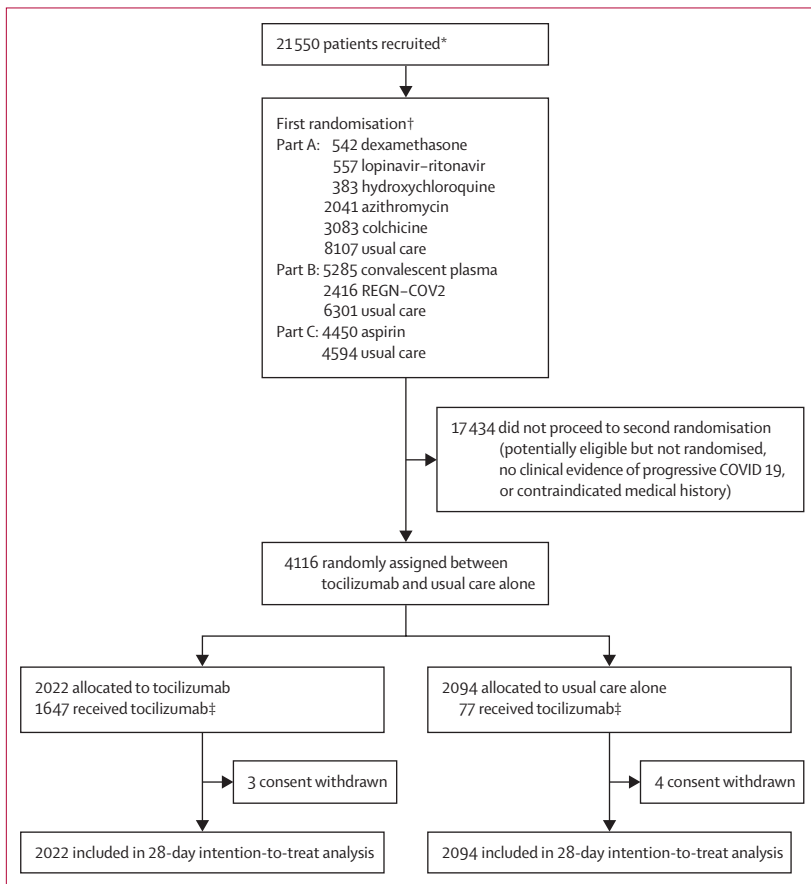 21 550 patients recruited*
First randomisation†
Part A: 542 dexamethasone
557 lopinavir–ritonavir
383 hydroxychloroquine
2041 azithromycin
3083 colchicine
8107 usual care
Part B: 5285 convalescent plasma
2416 REGN–COV2
6301 usual care
Part C: 4450 aspirin
4594 usual care
17 434 did not proceed to second randomisation
(potentially eligible but not randomised,
no clinical evidence of progressive COVID 19,
or contraindicated medical history)
4116 randomly assigned between
tocilizumab and usual care alone
2022 allocated to tocilizumab
1647 received tocilizumab‡
2094 allocated to usual care alone
77 received tocilizumab‡
3 consent withdrawn
4 consent withdrawn
2022 included in 28-day intention-to-treat analysis
2094 included in 28-day intention-to-treat analysis